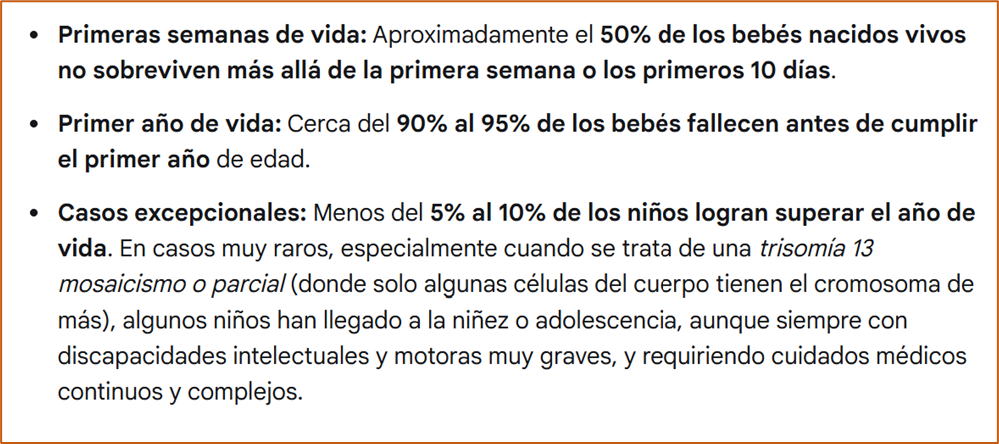 • Primeras semanas de vida: Aproximadamente el 50% de los bebés nacidos vivos
no sobreviven más allá de la primera semana o los primeros 10 días.
• Primer año de vida: Cerca del 90% al 95% de los bebés fallecen antes de cumplir
el primer año de edad.
• Casos excepcionales: Menos del 5% al 10% de los niños logran superar el año de
vida. En casos muy raros, especialmente cuando se trata de una trisomía 13
mosaicismo o parcial (donde solo algunas células del cuerpo tienen el cromosoma de
más), algunos niños han llegado a la niñez o adolescencia, aunque siempre con
discapacidades intelectuales y motoras muy graves, y requiriendo cuidados médicos
continuos y complejos.